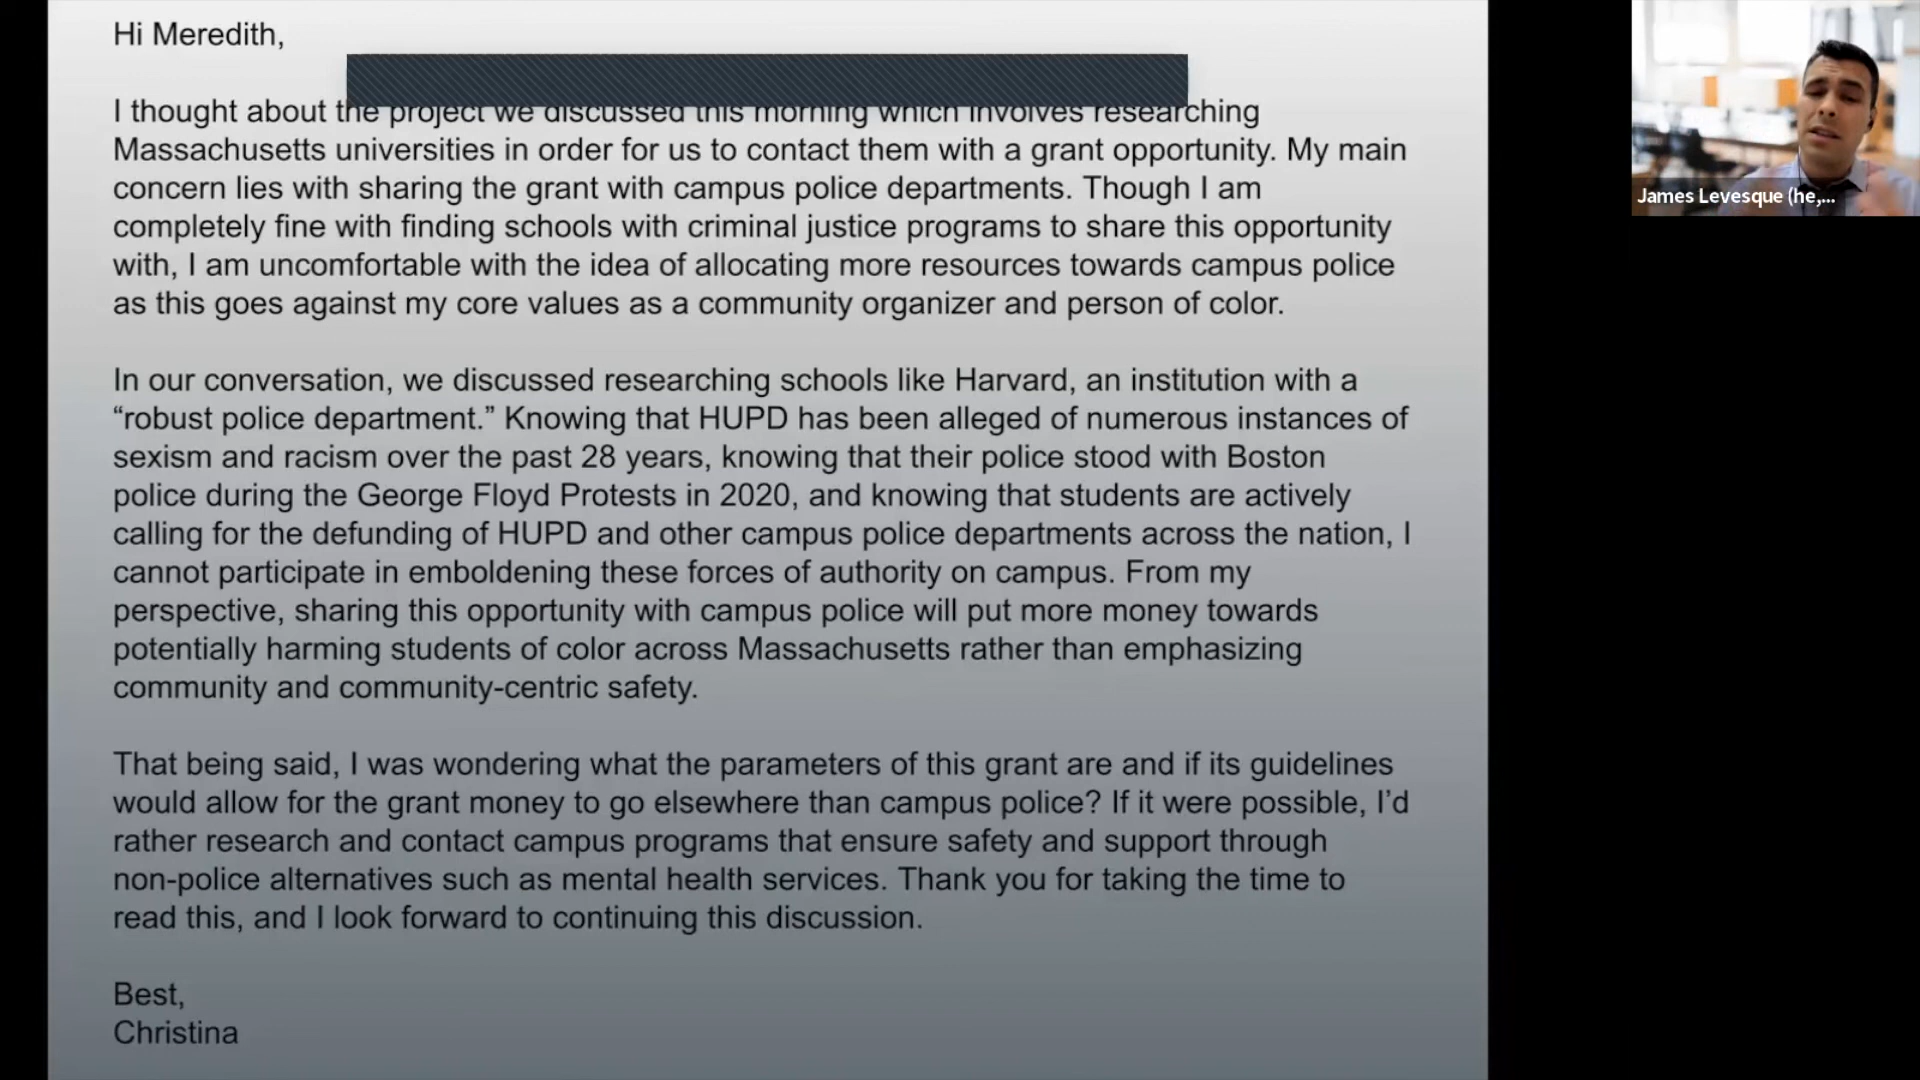 Hi Meredith,
I thought about the project we discussed this morning which involves researching
Massachusetts universities in order for us to contact them with a grant opportunity. My main
concern lies with sharing the grant with campus police departments. Though I am
completely fine with finding schools with criminal justice programs to share this opportunity
with, I am uncomfortable with the idea of allocating more resources towards campus police
as this goes against my core values as a community organizer and person of color.
In our conversation, we discussed researching schools like Harvard, an institution with a
“robust police department.” Knowing that HUPD has been alleged of numerous instances of
sexism and racism over the past 28 years, knowing that their police stood with Boston
police during the George Floyd Protests in 2020, and knowing that students are actively
calling for the defunding of HUPD and other campus police departments across the nation, I
cannot participate in emboldening these forces of authority on campus. From my
perspective, sharing this opportunity with campus police will put more money towards
potentially harming students of color across Massachusetts rather than emphasizing
community and community-centric safety.
That being said, I was wondering what the parameters of this grant are and if its guidelines
would allow for the grant money to go elsewhere than campus police? If it were possible, I’d
rather research and contact campus programs that ensure safety and support through
non-police alternatives such as mental health services. Thank you for taking the time to
read this, and I look forward to continuing this discussion.
Best,
Christina
James Levesque (he,...